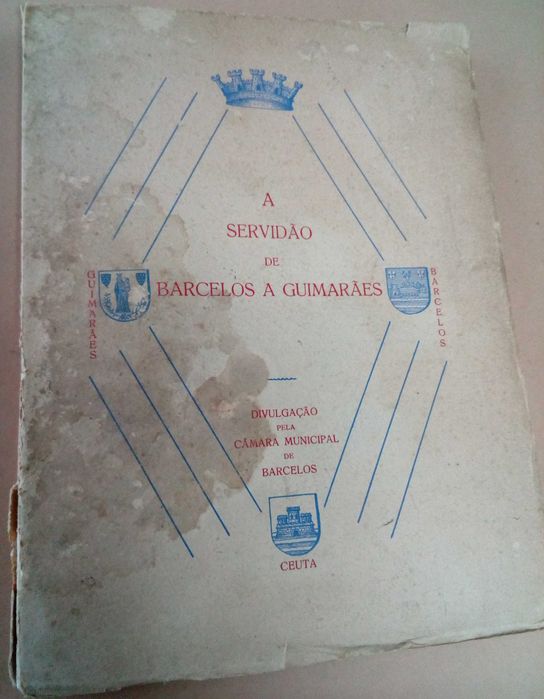 A
SERVIDÃO
DE
BARCELOS A GUIMARÃES
GUIMARÃES
BARCELOS
DIVULGAÇÃO
PELA
CÂMARA MUNICIPAL
DE
BARCELOS
CEUTA